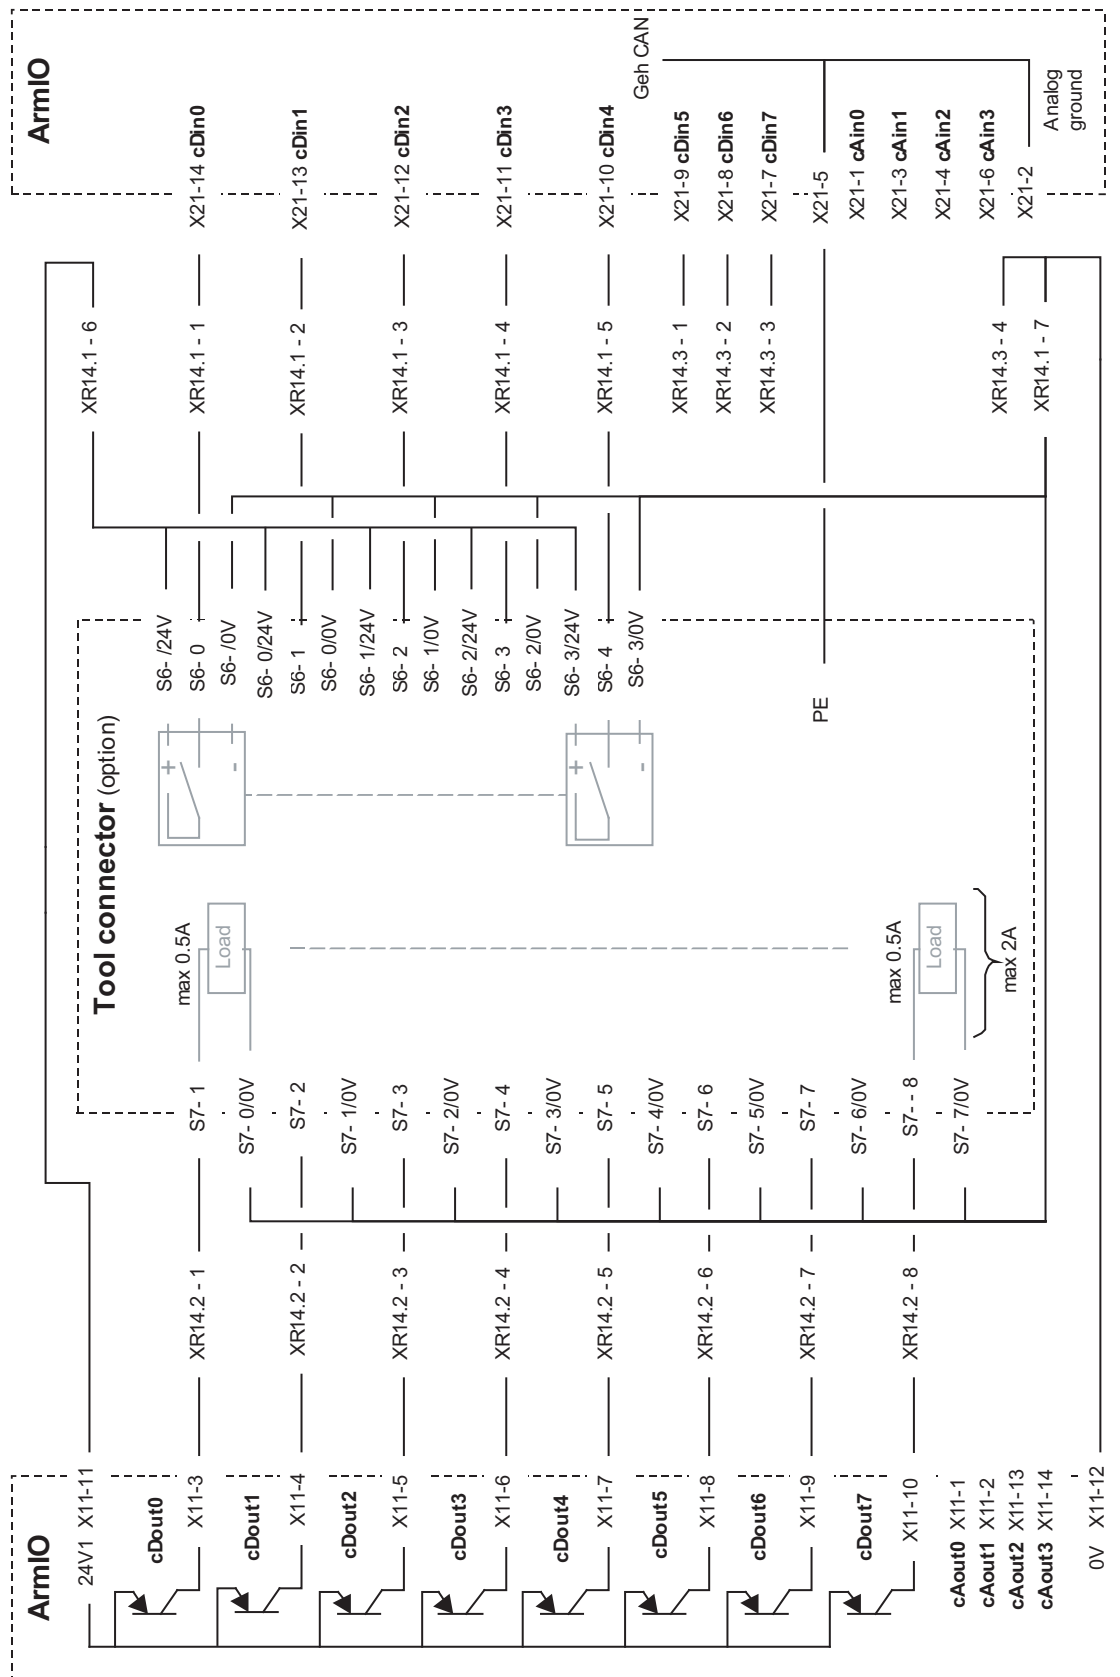 ArmIO
X21-14 cDin0
X21-13 cDin1
X21-12 cDin2
X21-11 cDin3
X21-10 cDin4
Geh CAN
X21-9 cDin5
X21-8 cDin6
X21-7 cDin7
X21-5
X21-1 cAin0
X21-3 cAin1
X21-4 cAin2
X21-6 cAin3
X21-2
Analog
ground
XR14.1 - 6
XR14.1 - 1
XR14.1 - 2
XR14.1 - 3
XR14.1 - 4
XR14.1 - 5
XR14.3 - 1
XR14.3 - 2
XR14.3 - 3
XR14.3 - 4
XR14.1 - 7
Tool connector (option)
S6- /24V
S6- 0
S6- /0V
S6- 0/24V
S6- 1
S6- 0/0V
S6- 1/24V
S6- 2
S6- 1/0V
S6- 2/24V
S6- 3
S6- 2/0V
S6- 3/24V
S6- 4
S6- 3/0V
PE
+
-
+
-
max 0.5A
Load
max 0.5A
Load
max 2A
S7- 1
S7- 0/0V
S7- 2
S7- 1/0V
S7- 3
S7- 2/0V
S7- 4
S7- 3/0V
S7- 5
S7- 4/0V
S7- 6
S7- 5/0V
S7- 7
S7- 6/0V
S7- - 8
S7- 7/0V
XR14.2 - 1
XR14.2 - 2
XR14.2 - 3
XR14.2 - 4
XR14.2 - 5
XR14.2 - 6
XR14.2 - 7
XR14.2 - 8
ArmIO
24V1 X11-11
cDout0
X11-3
cDout1
X11-4
cDout2
X11-5
cDout3
X11-6
cDout4
X11-7
cDout5
X11-8
cDout6
X11-9
cDout7
X11-10
cAout0 X11-1
cAout1 X11-2
cAout2 X11-13
cAout3 X11-14
0V X11-12